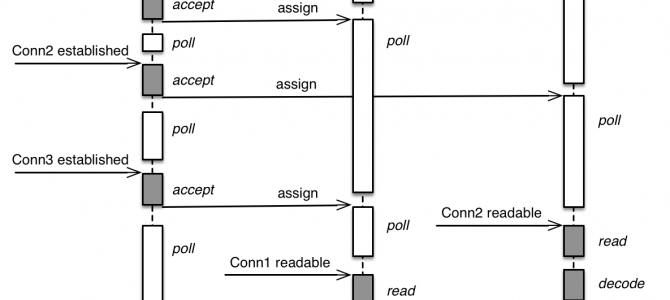 accept
assign
poll
poll
Conn2 established
accept
assign
poll
poll
Conn3 established
accept
assign
poll
Conn2 readable
poll
read
Conn1 readable
decode
read